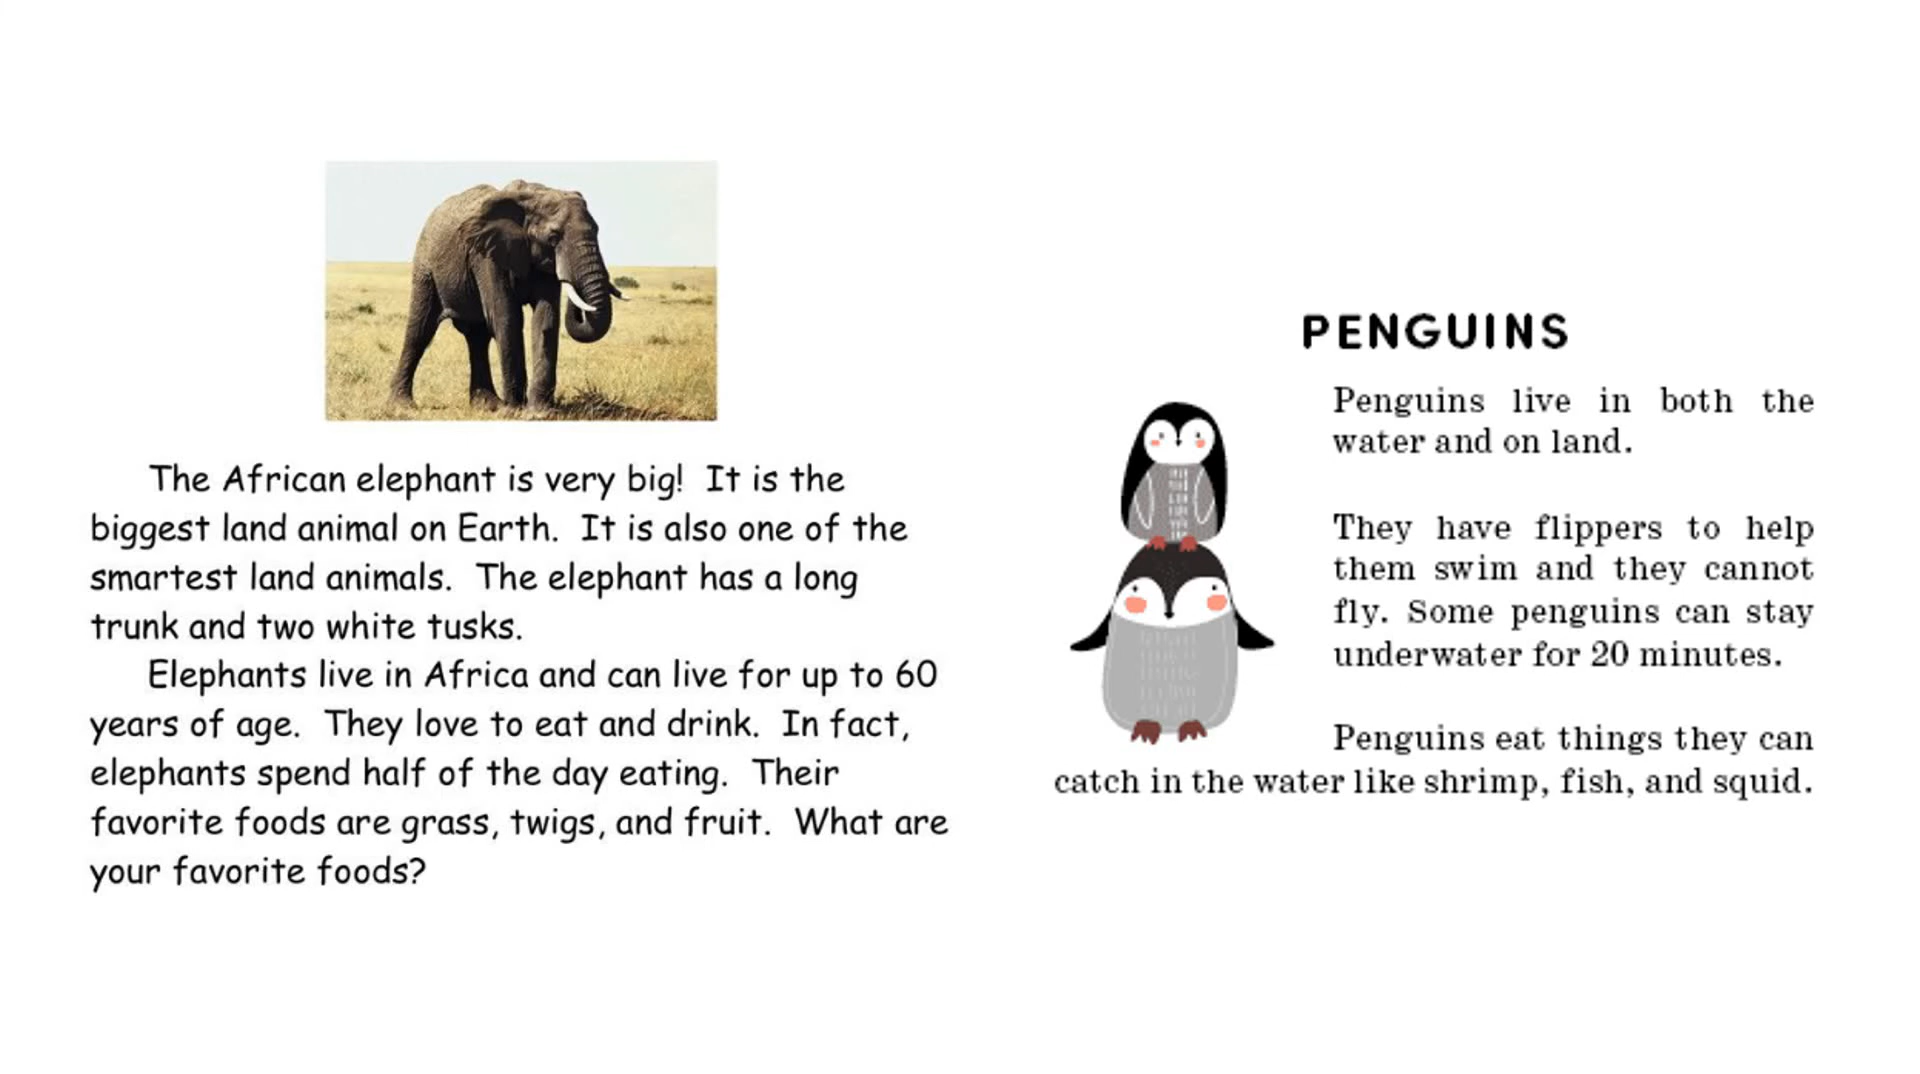 The African elephant is very big!  It is the
biggest land animal on Earth.  It is also one of the
smartest land animals.  The elephant has a long
trunk and two white tusks.
Elephants live in Africa and can live for up to 60
years of age.  They love to eat and drink.  In fact,
elephants spend half of the day eating.  Their
favorite foods are grass, twigs, and fruit.  What are
your favorite foods?
PENGUINS
Penguins live in both the
water and on land.
They have flippers to help
them swim and they cannot
fly. Some penguins can stay
underwater for 20 minutes.
Penguins eat things they can
catch in the water like shrimp, fish, and squid.